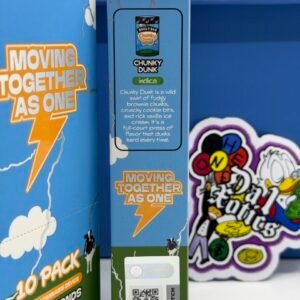 MOVING
TOGETHER
AS ONE
10 PACK
CHUNKY
DUNK
indica
Chunky Dunk is a wild
swirl of fudgy
brownie chunks,
crunchy cookie bits,
and rich vanilla ice
cream. It's a
full-court press of
flavor that dunks
hard every time.
MOVING
TOGETHER
AS ONE
Dal
Exotics